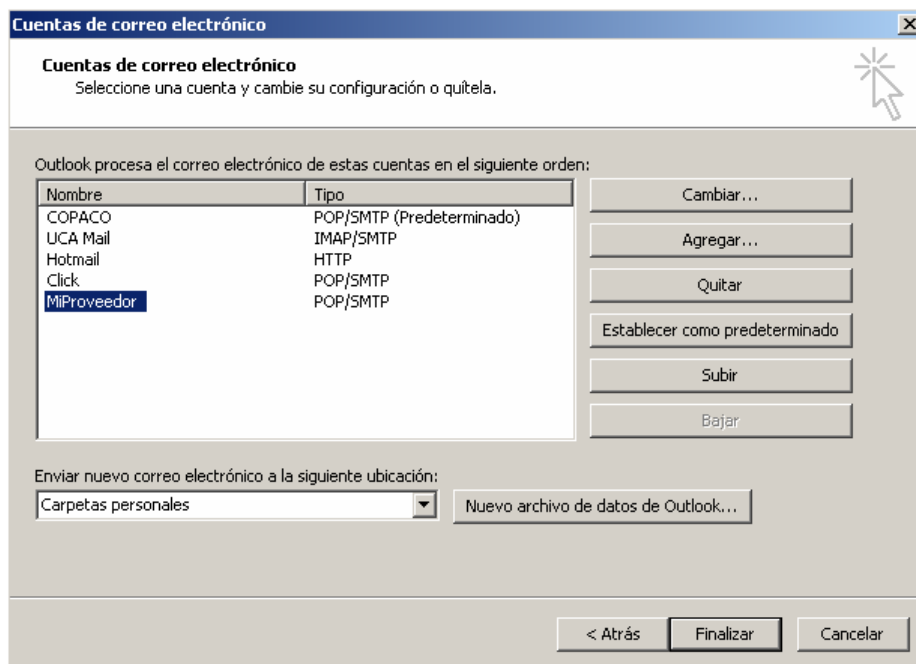 Cuentas de correo electrónico
Cuentas de correo electrónico
Seleccione una cuenta y cambie su configuración o quítela.
Outlook procesa el correo electrónico de estas cuentas en el siguiente orden:
Nombre Tipo
COPACO POP/SMTP (Predeterminado)
UCA Mail IMAP/SMTP
Hotmail HTTP
Click POP/SMTP
MiProveedor POP/SMTP
Cambiar...
Agregar...
Quitar
Establecer como predeterminado
Subir
Bajar
Enviar nuevo correo electrónico a la siguiente ubicación:
Carpetas personales Nuevo archivo de datos de Outlook...
< Atrás Finalizar Cancelar